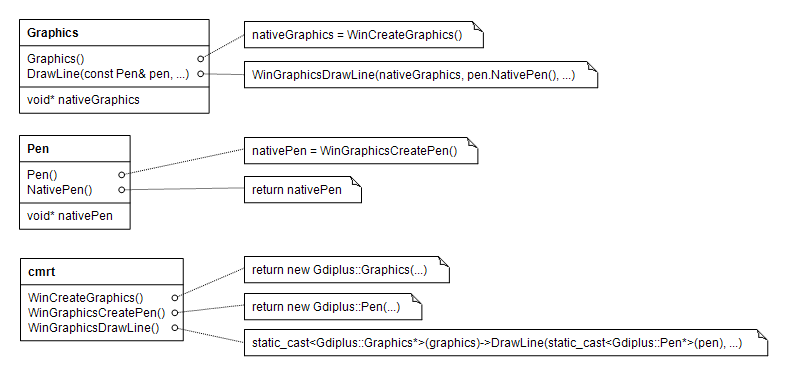 Graphics
Graphics()
nativeGraphics = WinCreateGraphics()
DrawLine(const Pen& pen, ...)
WinGraphicsDrawLine(nativeGraphics, pen.NativePen(), ...)
void* nativeGraphics
Pen
Pen()
nativePen = WinGraphicsCreatePen()
NativePen()
return nativePen
void* nativePen
cmrt
WinCreateGraphics()
return new Gdiplus::Graphics(...)
WinGraphicsCreatePen()
return new Gdiplus::Pen(...)
WinGraphicsDrawLine()
static_cast<Gdiplus::Graphics*>(graphics)->DrawLine(static_cast<Gdiplus::Pen*>(pen), ...)